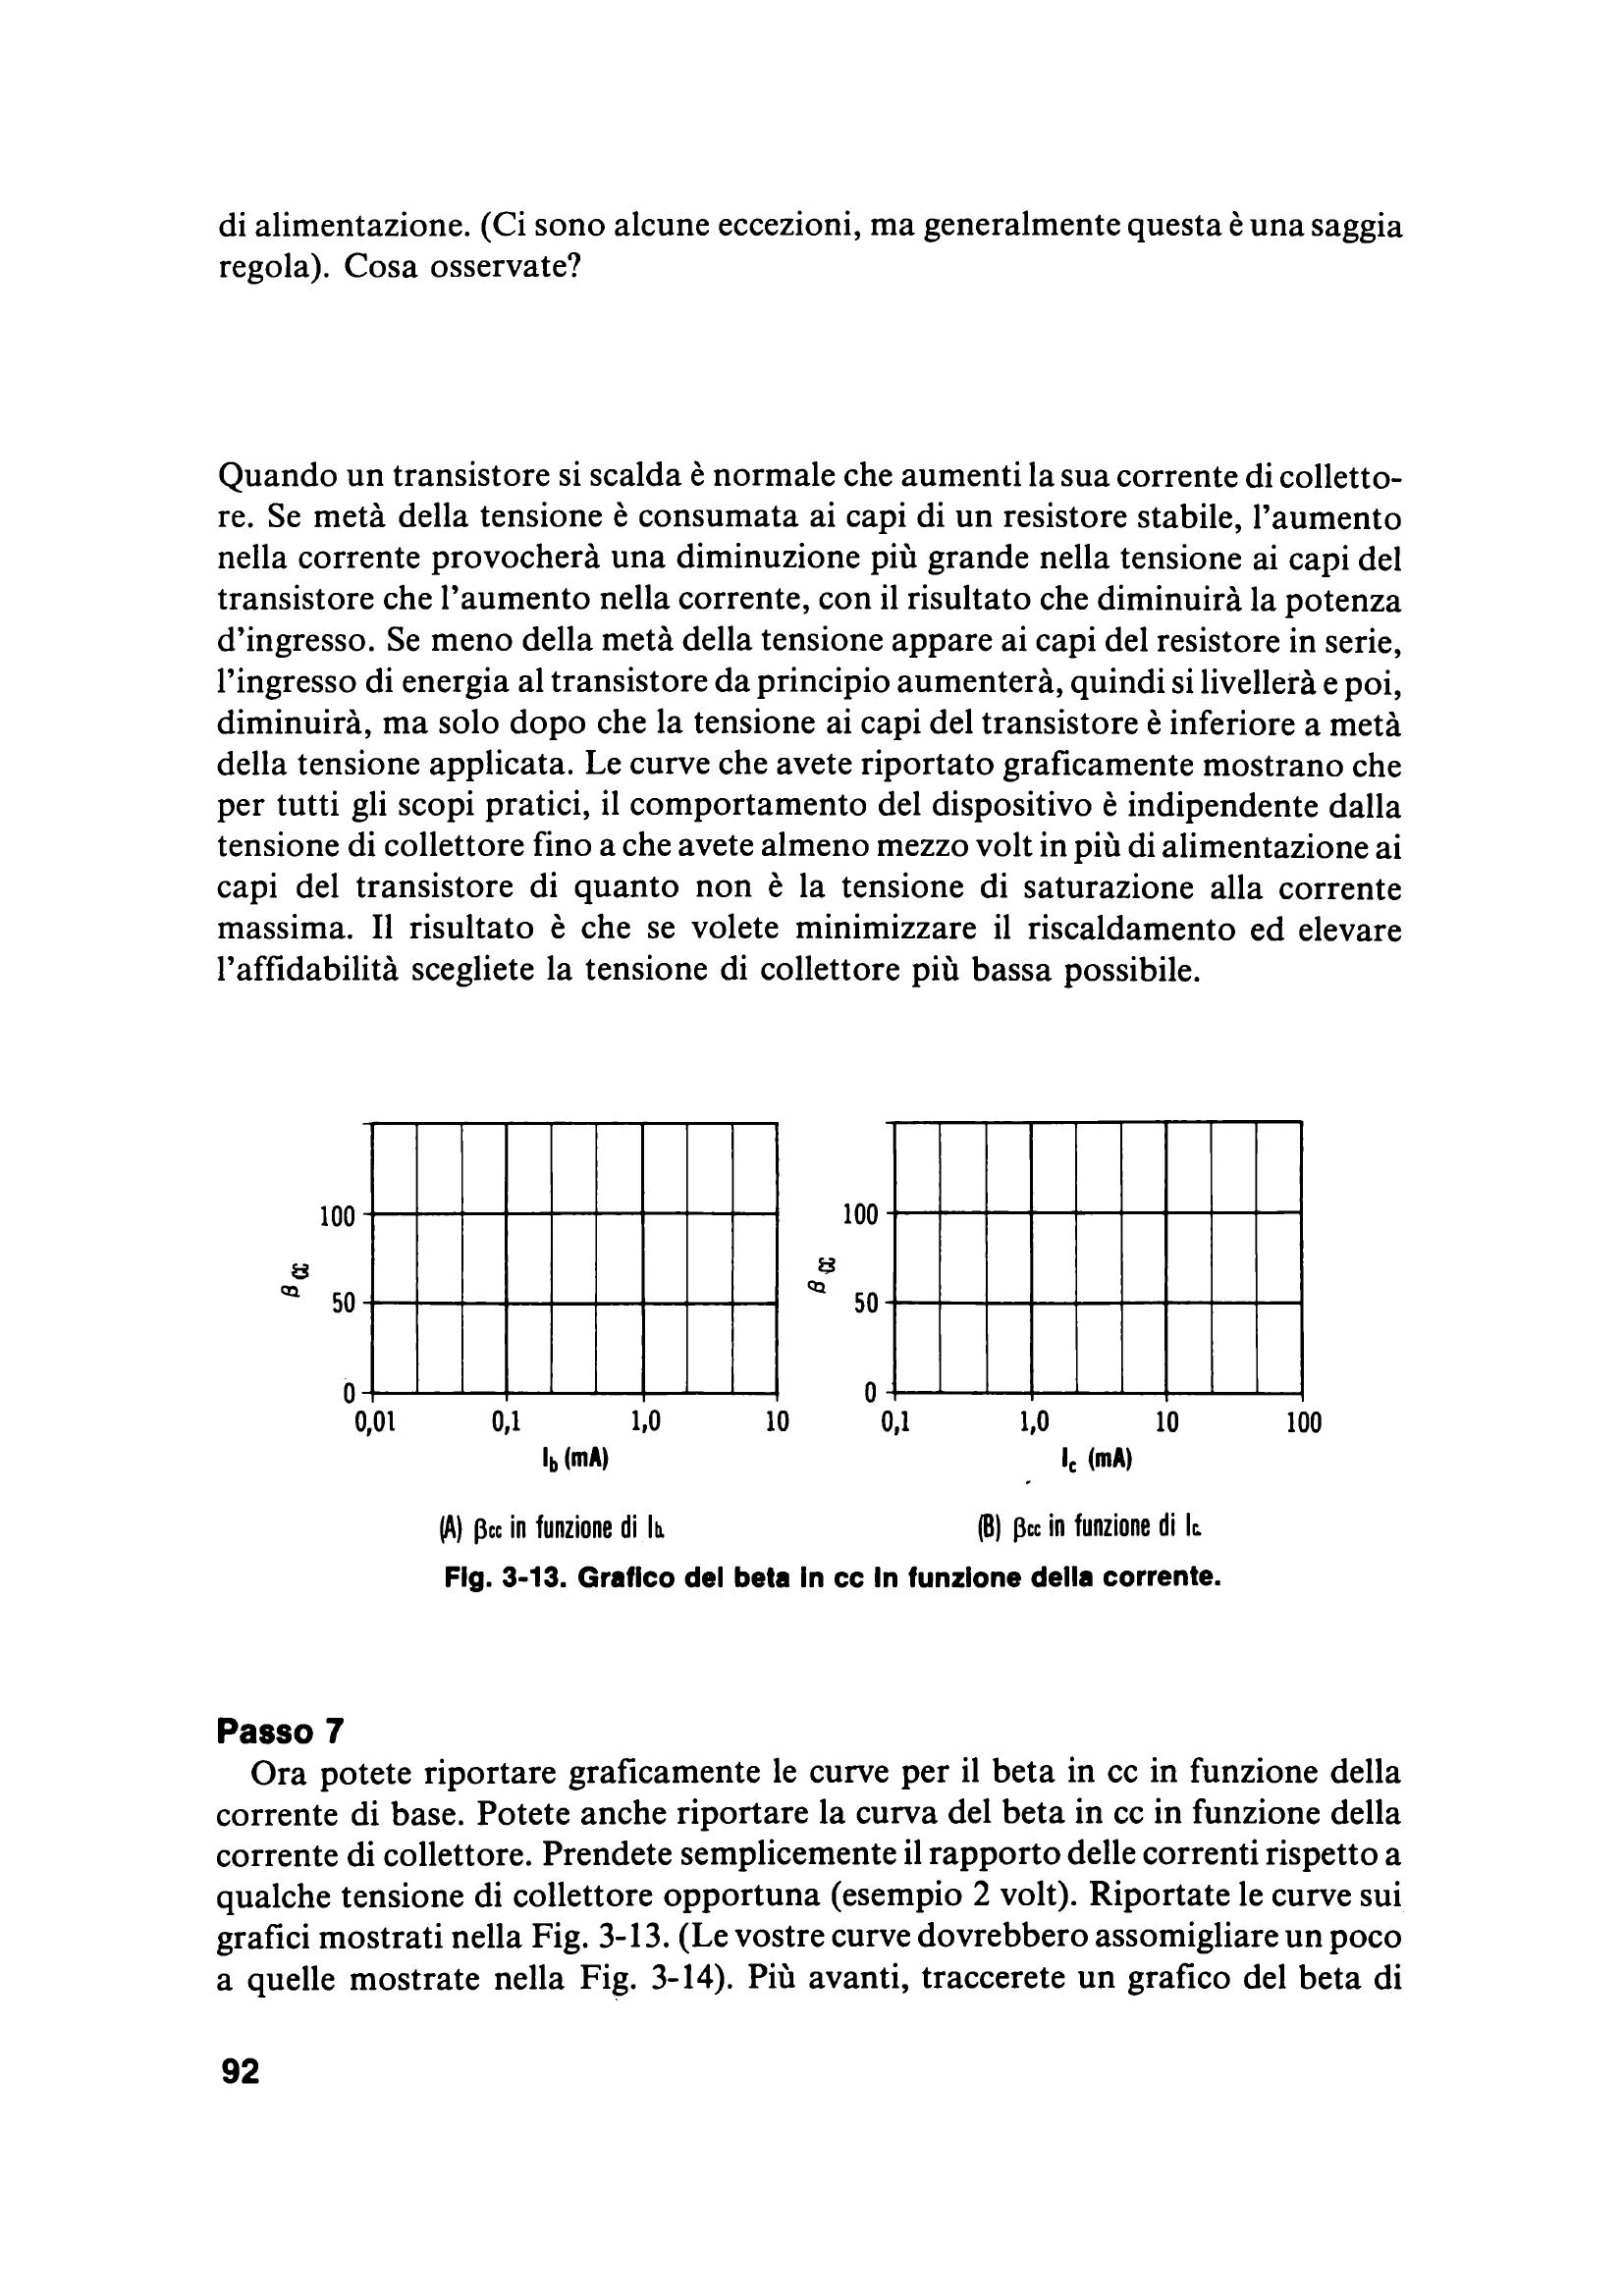 di alimentazione. (Ci sono alcune eccezioni, ma generalmente questa è una saggia
regola). Cosa osservate?
Quando un transistore si scalda è normale che aumenti la sua corrente di colletto-
re. Se metà della tensione è consumata ai capi di un resistore stabile, l'aumento
nella corrente provocherà una diminuzione più grande nella tensione ai capi del
transistore che l'aumento nella corrente, con il risultato che diminuirà la potenza
d'ingresso. Se meno della metà della tensione appare ai capi del resistore in serie,
l'ingresso di energia al transistore da principio aumenterà, quindi si livellerà e poi,
diminuirà, ma solo dopo che la tensione ai capi del transistore è inferiore a metà
della tensione applicata. Le curve che avete riportato graficamente mostrano che
per tutti gli scopi pratici, il comportamento del dispositivo è indipendente dalla
tensione di collettore fino a che avete almeno mezzo volt in più di alimentazione ai
capi del transistore di quanto non è la tensione di saturazione alla corrente
massima. Il risultato è che se volete minimizzare il riscaldamento ed elevare
l'affidabilità scegliete la tensione di collettore più bassa possibile.
100
β cc
50
0
0,01 0,1 1,0 10
Ib (mA)
(A) βcc in funzione di Ib
100
β cc
50
0
0,1 1,0 10 100
Ic (mA)
(B) βcc in funzione di Ic
Fig. 3-13. Grafico del beta in cc in funzione della corrente.
Passo 7
Ora potete riportare graficamente le curve per il beta in cc in funzione della
corrente di base. Potete anche riportare la curva del beta in cc in funzione della
corrente di collettore. Prendete semplicemente il rapporto delle correnti rispetto a
qualche tensione di collettore opportuna (esempio 2 volt). Riportate le curve sui
grafici mostrati nella Fig. 3-13. (Le vostre curve dovrebbero assomigliare un poco
a quelle mostrate nella Fig. 3-14). Più avanti, traccerete un grafico del beta di
92